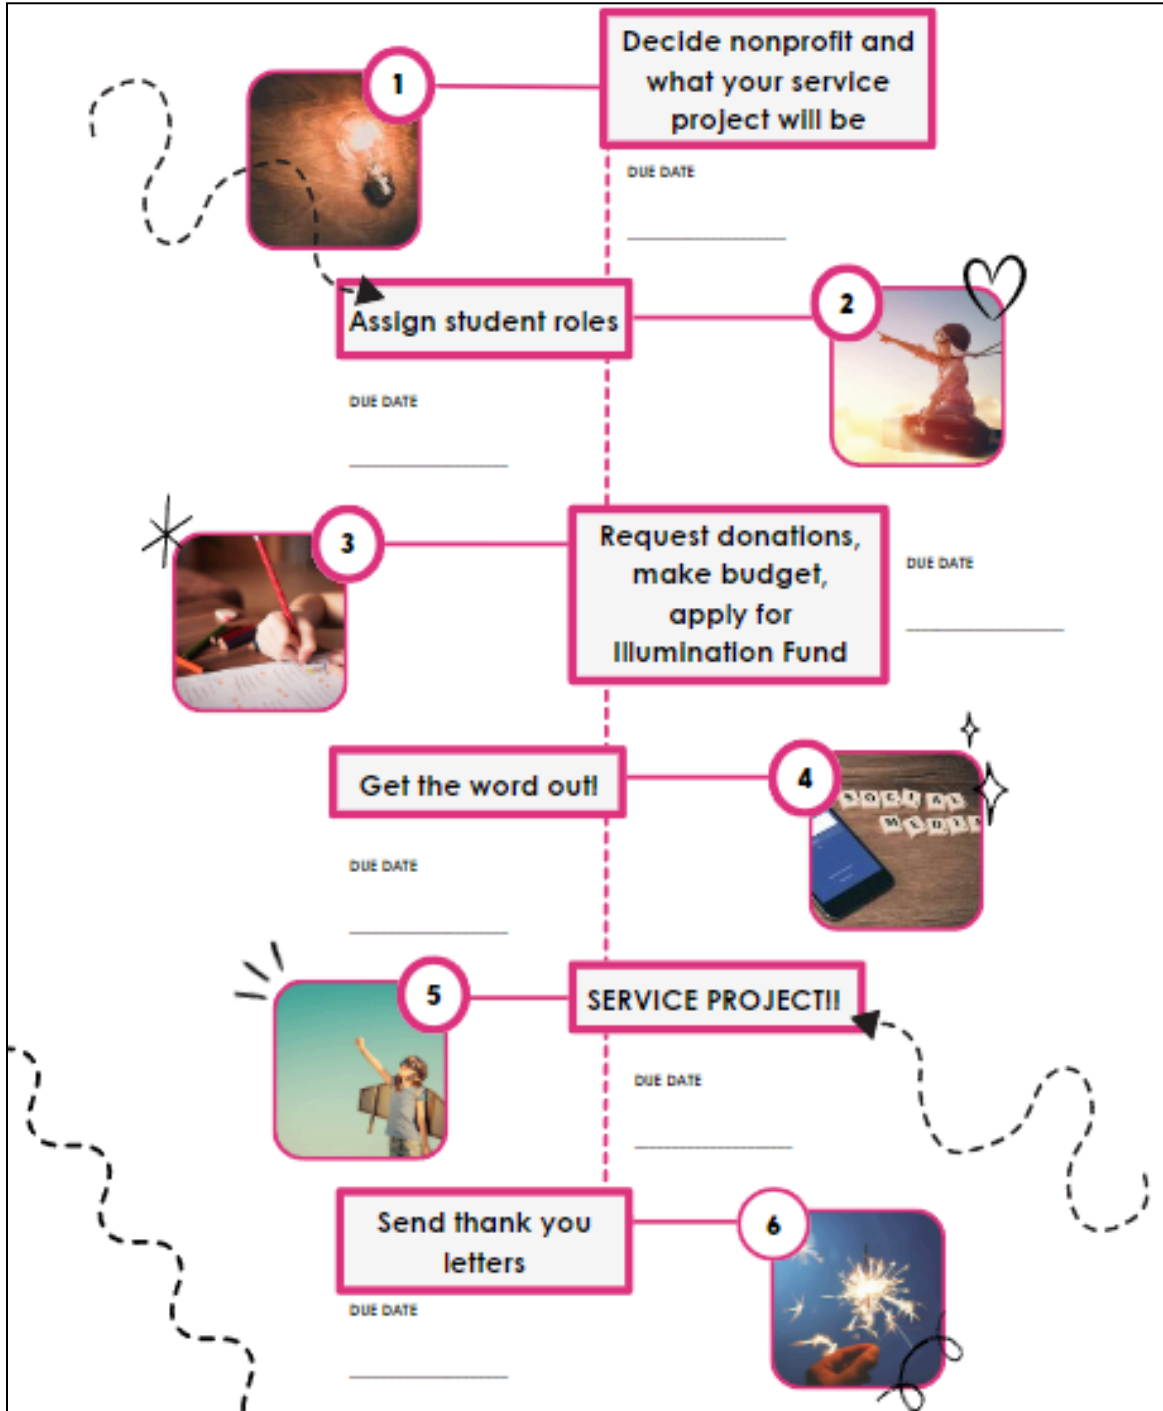 1
Decide nonprofit and
what your service
project will be
DUE DATE
Assign student roles
2
DUE DATE
3
Request donations,
make budget,
apply for
Illumination Fund
DUE DATE
Get the word out!
4
SOCIAL
MEDI
DUE DATE
5
SERVICE PROJECT!!
DUE DATE
Send thank you
letters
6
DUE DATE